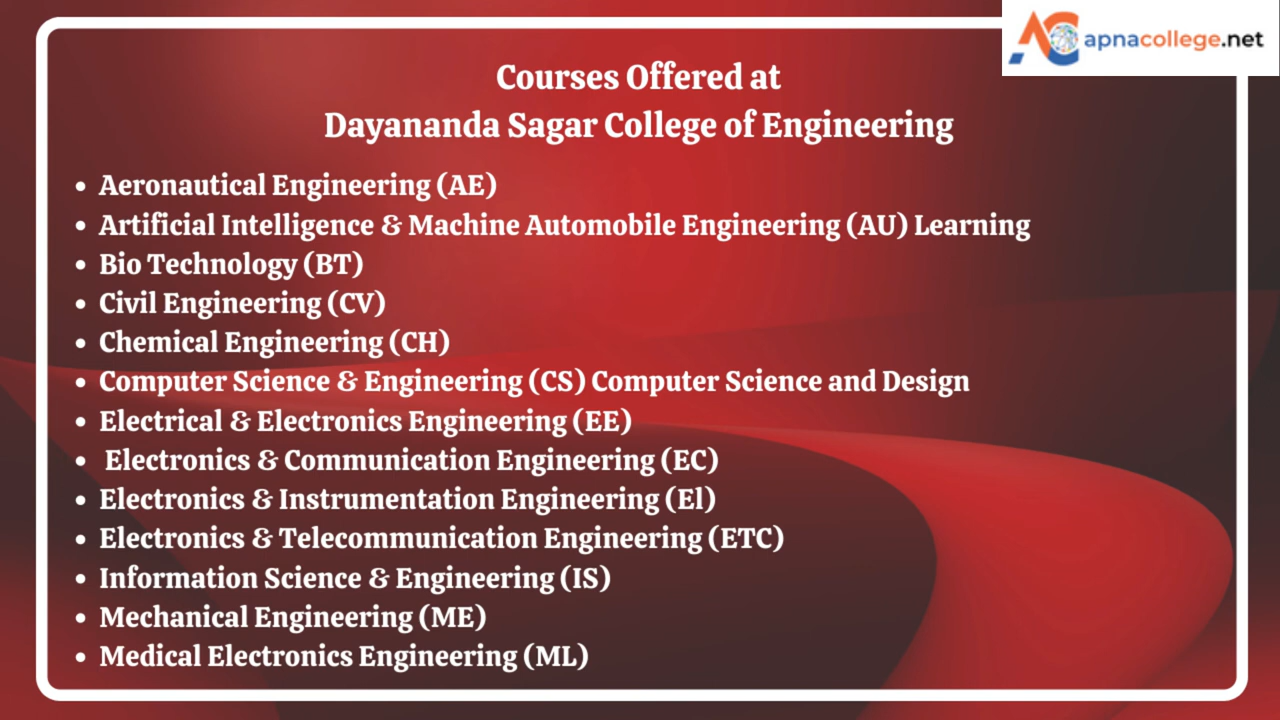 apnacollege.net
Courses Offered at
Dayananda Sagar College of Engineering
• Aeronautical Engineering (AE)
• Artificial Intelligence & Machine Automobile Engineering (AU) Learning
• Bio Technology (BT)
• Civil Engineering (CV)
• Chemical Engineering (CH)
• Computer Science & Engineering (CS) Computer Science and Design
• Electrical & Electronics Engineering (EE)
• Electronics & Communication Engineering (EC)
• Electronics & Instrumentation Engineering (El)
• Electronics & Telecommunication Engineering (ETC)
• Information Science & Engineering (IS)
• Mechanical Engineering (ME)
• Medical Electronics Engineering (ML)